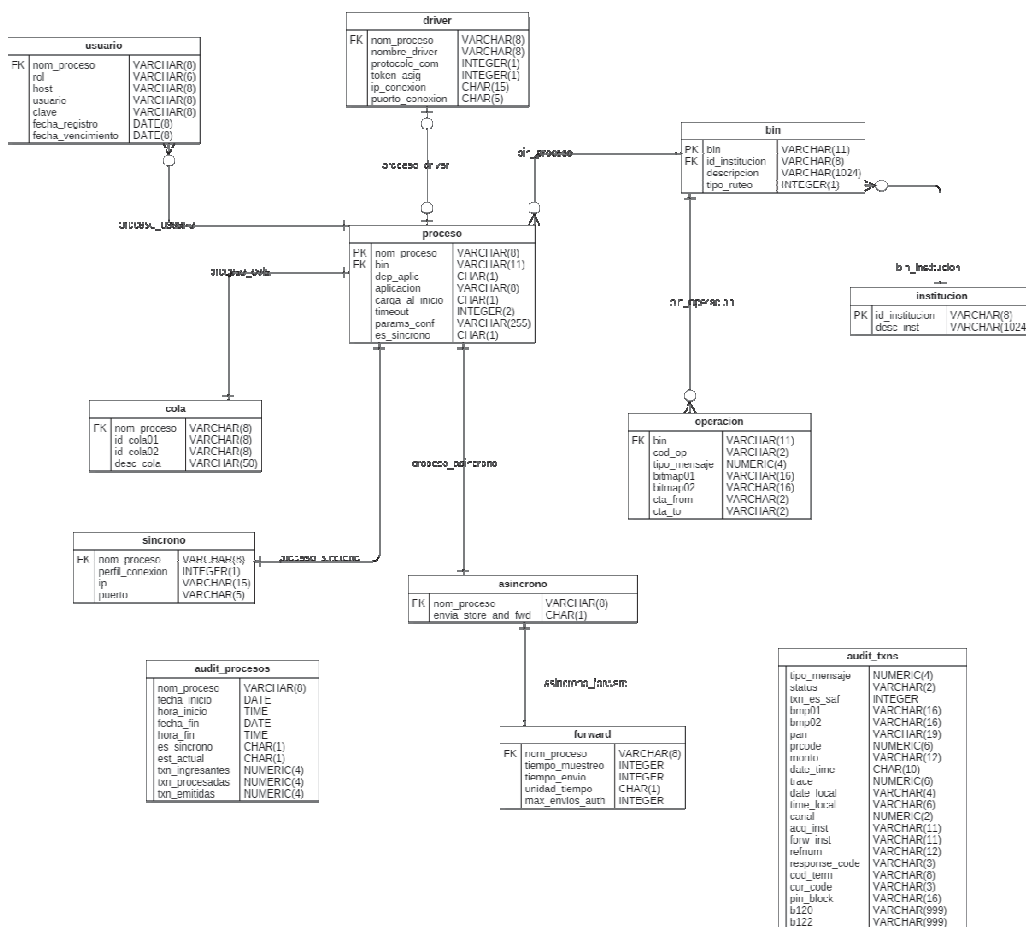 driver
FK nom_proceso VARCHAR(8)
nombre_driver VARCHAR(8)
protocolo_com INTEGER(1)
token_asig INTEGER(1)
ip_conexion CHAR(15)
puerto_conexion CHAR(5)
usuario
FK nom_proceso VARCHAR(8)
rol VARCHAR(6)
host VARCHAR(8)
usuario VARCHAR(8)
clave VARCHAR(8)
fecha_registro DATE(8)
fecha_vencimiento DATE(8)
bin
PK bin VARCHAR(11)
FK id_institucion VARCHAR(8)
descripcion VARCHAR(1024)
tipo_ruteo INTEGER(1)
bin_proceso
proceso_driver
proceso_usuario
proceso
PK nom_proceso VARCHAR(8)
FK bin VARCHAR(11)
dep_aplic CHAR(1)
aplicacion VARCHAR(8)
carga_al_inicio CHAR(1)
timeout INTEGER(2)
params_conf VARCHAR(255)
es_sincrono CHAR(1)
proceso_cola
bin_institucion
institucion
PK id_institucion VARCHAR(8)
desc_inst VARCHAR(1024
bin_operacion
cola
FK nom_proceso VARCHAR(8)
id_cola01 VARCHAR(8)
id_cola02 VARCHAR(8)
desc_cola VARCHAR(50)
operacion
FK bin VARCHAR(11)
cod_op VARCHAR(2)
tipo_mensaje NUMERIC(4)
bitmap01 VARCHAR(16)
bitmap02 VARCHAR(16)
cta_from VARCHAR(2)
cta_to VARCHAR(2)
proceso_asincrono
sincrono
FK nom_proceso VARCHAR(8)
perfil_conexion INTEGER(1)
ip VARCHAR(15)
puerto VARCHAR(5)
proceso_sincrono
asincrono
FK nom_proceso VARCHAR(8)
envia_store_and_fwd CHAR(1)
audit_procesos
nom_proceso VARCHAR(8)
fecha_inicio DATE
hora_inicio TIME
fecha_fin DATE
hora_fin TIME
es_sincrono CHAR(1)
est_actual CHAR(1)
txn_ingresantes NUMERIC(4)
txn_procesadas NUMERIC(4)
txn_emitidas NUMERIC(4)
asincrono_forward
forward
FK nom_proceso VARCHAR(8)
tiempo_muestreo INTEGER
tiempo_envio INTEGER
unidad_tiempo CHAR(1)
max_envios_auth INTEGER
audit_txns
tipo_mensaje NUMERIC(4)
status VARCHAR(2)
txn_es_saf INTEGER
bmp01 VARCHAR(16)
bmp02 VARCHAR(16)
pan VARCHAR(19)
prcode NUMERIC(6)
monto VARCHAR(12)
date_time CHAR(10)
trace NUMERIC(6)
date_local VARCHAR(4)
time_local VARCHAR(6)
canal NUMERIC(2)
acq_inst VARCHAR(11)
forw_inst VARCHAR(11)
refnum VARCHAR(12)
response_code VARCHAR(3)
cod_term VARCHAR(8)
cur_code VARCHAR(3)
pin_block VARCHAR(16)
b120 VARCHAR(999)
b122 VARCHAR(999)